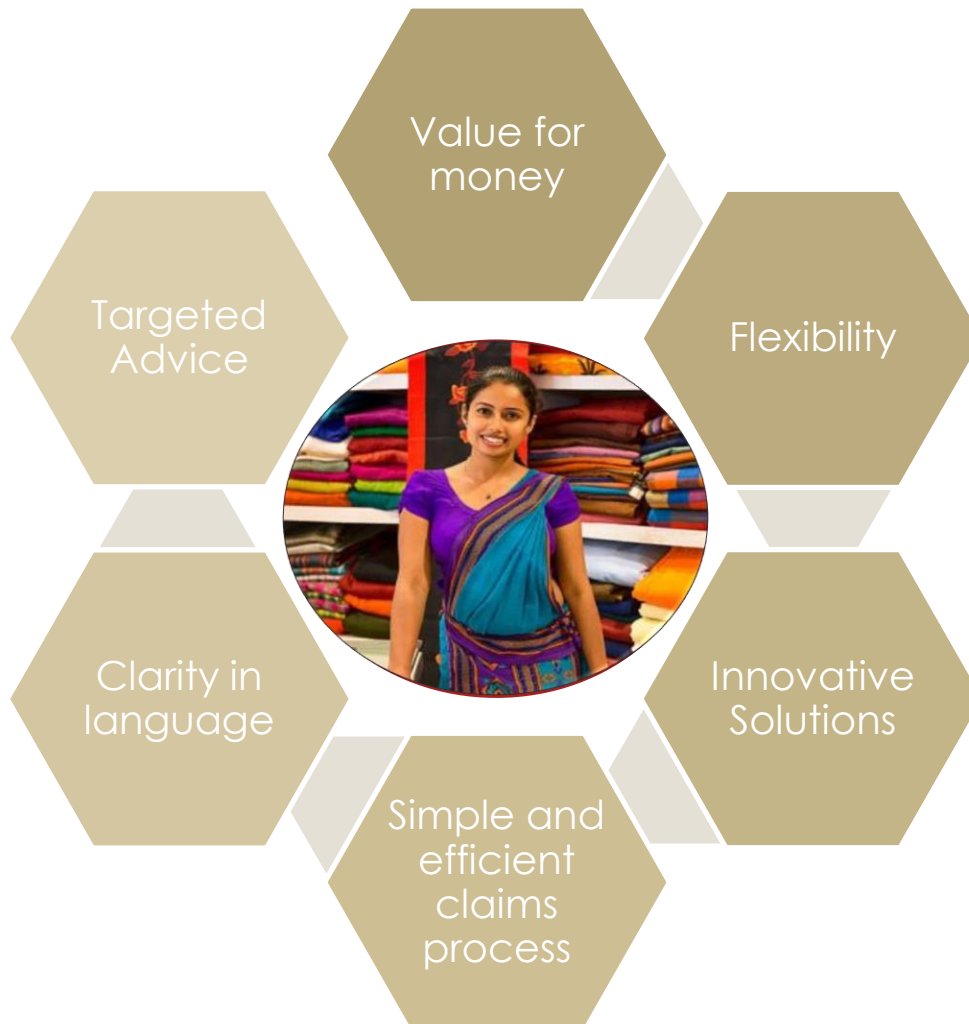 Value for
money
Flexibility
Innovative
Solutions
Simple and
efficient
claims
process
Clarity in
language
Targeted
Advice